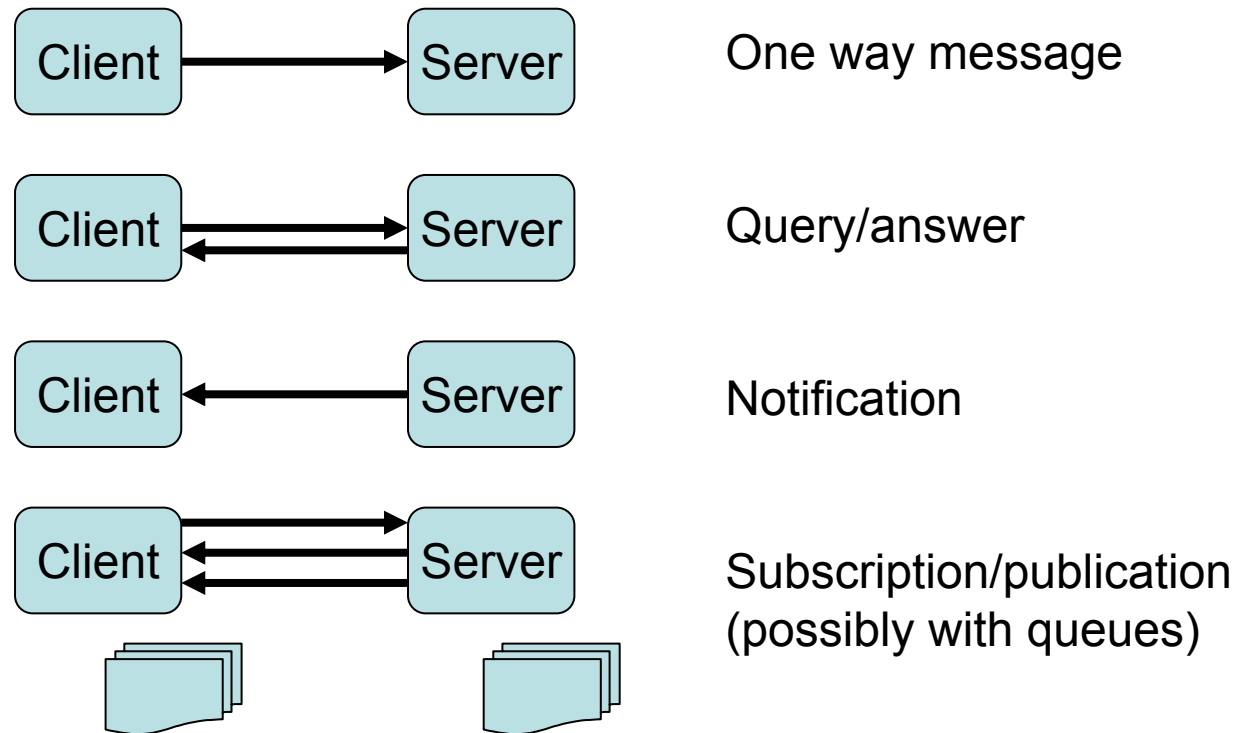 Client
Server
One way message
Client
Server
Query/answer
Client
Server
Notification
Client
Server
Subscription/publication
(possibly with queues)